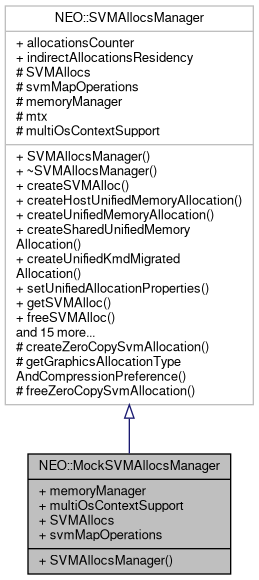 NEO::SVMAllocsManager
+ allocationsCounter
+ indirectAllocationsResidency
# SVMAllocs
# svmMapOperations
# memoryManager
# mtx
# multiOsContextSupport
+ SVMAllocsManager()
+ ~SVMAllocsManager()
+ createSVMAlloc()
+ createHostUnifiedMemoryAllocation()
+ createUnifiedMemoryAllocation()
+ createSharedUnifiedMemory
Allocation()
+ createUnifiedKmdMigrated
Allocation()
+ setUnifiedAllocationProperties()
+ getSVMAlloc()
+ freeSVMAlloc()
and 15 more...
# createZeroCopySvmAllocation()
# getGraphicsAllocationType
AndCompressionPreference()
# freeZeroCopySvmAllocation()
NEO::MockSVMAllocsManager
+ memoryManager
+ multiOsContextSupport
+ SVMAllocs
+ svmMapOperations
+ SVMAllocsManager()